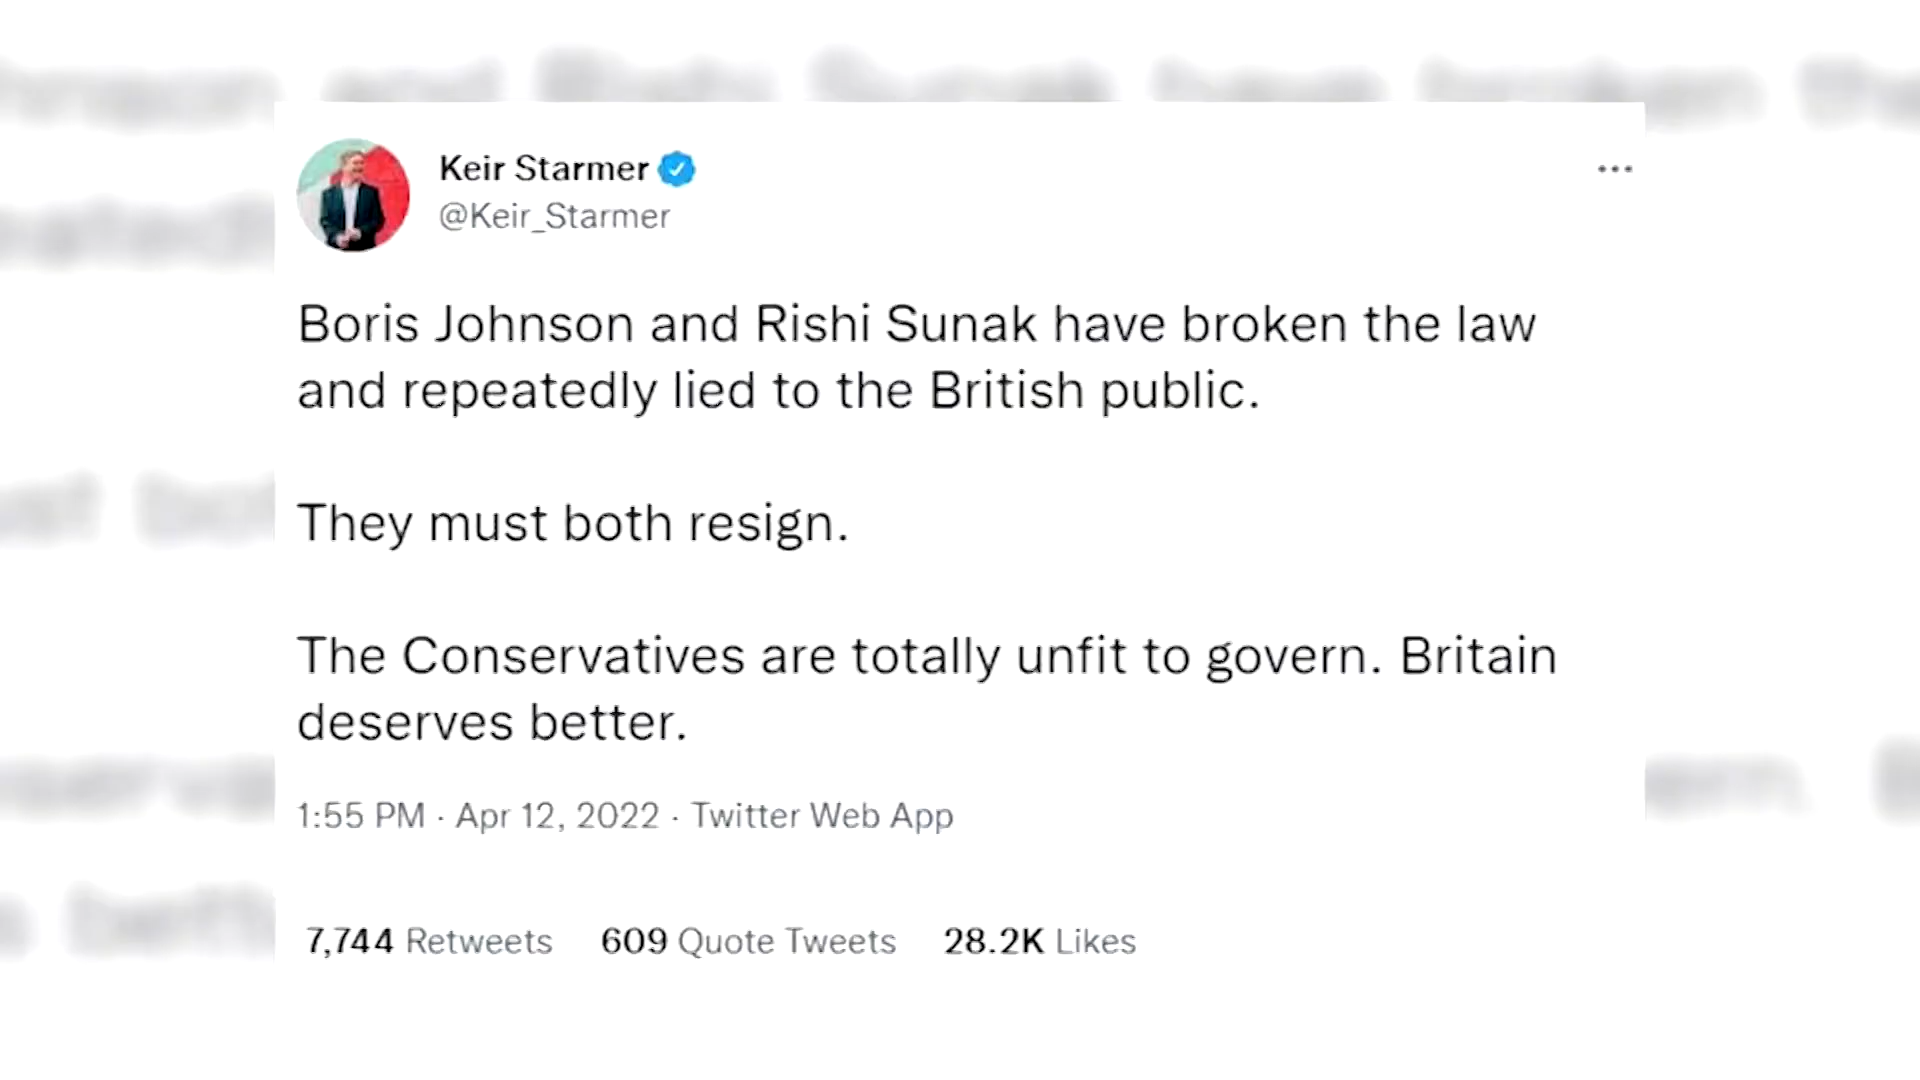 Keir Starmer
@Keir_Starmer
Boris Johnson and Rishi Sunak have broken the law
and repeatedly lied to the British public.
They must both resign.
The Conservatives are totally unfit to govern. Britain
deserves better.
1:55 PM · Apr 12, 2022 · Twitter Web App
7,744 Retweets 609 Quote Tweets 28.2K Likes